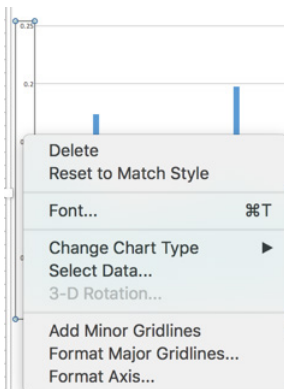 0.25
0.2
Delete
Reset to Match Style
Font... ⌘T
Change Chart Type ▶
Select Data...
3-D Rotation...
Add Minor Gridlines
Format Major Gridlines...
Format Axis...